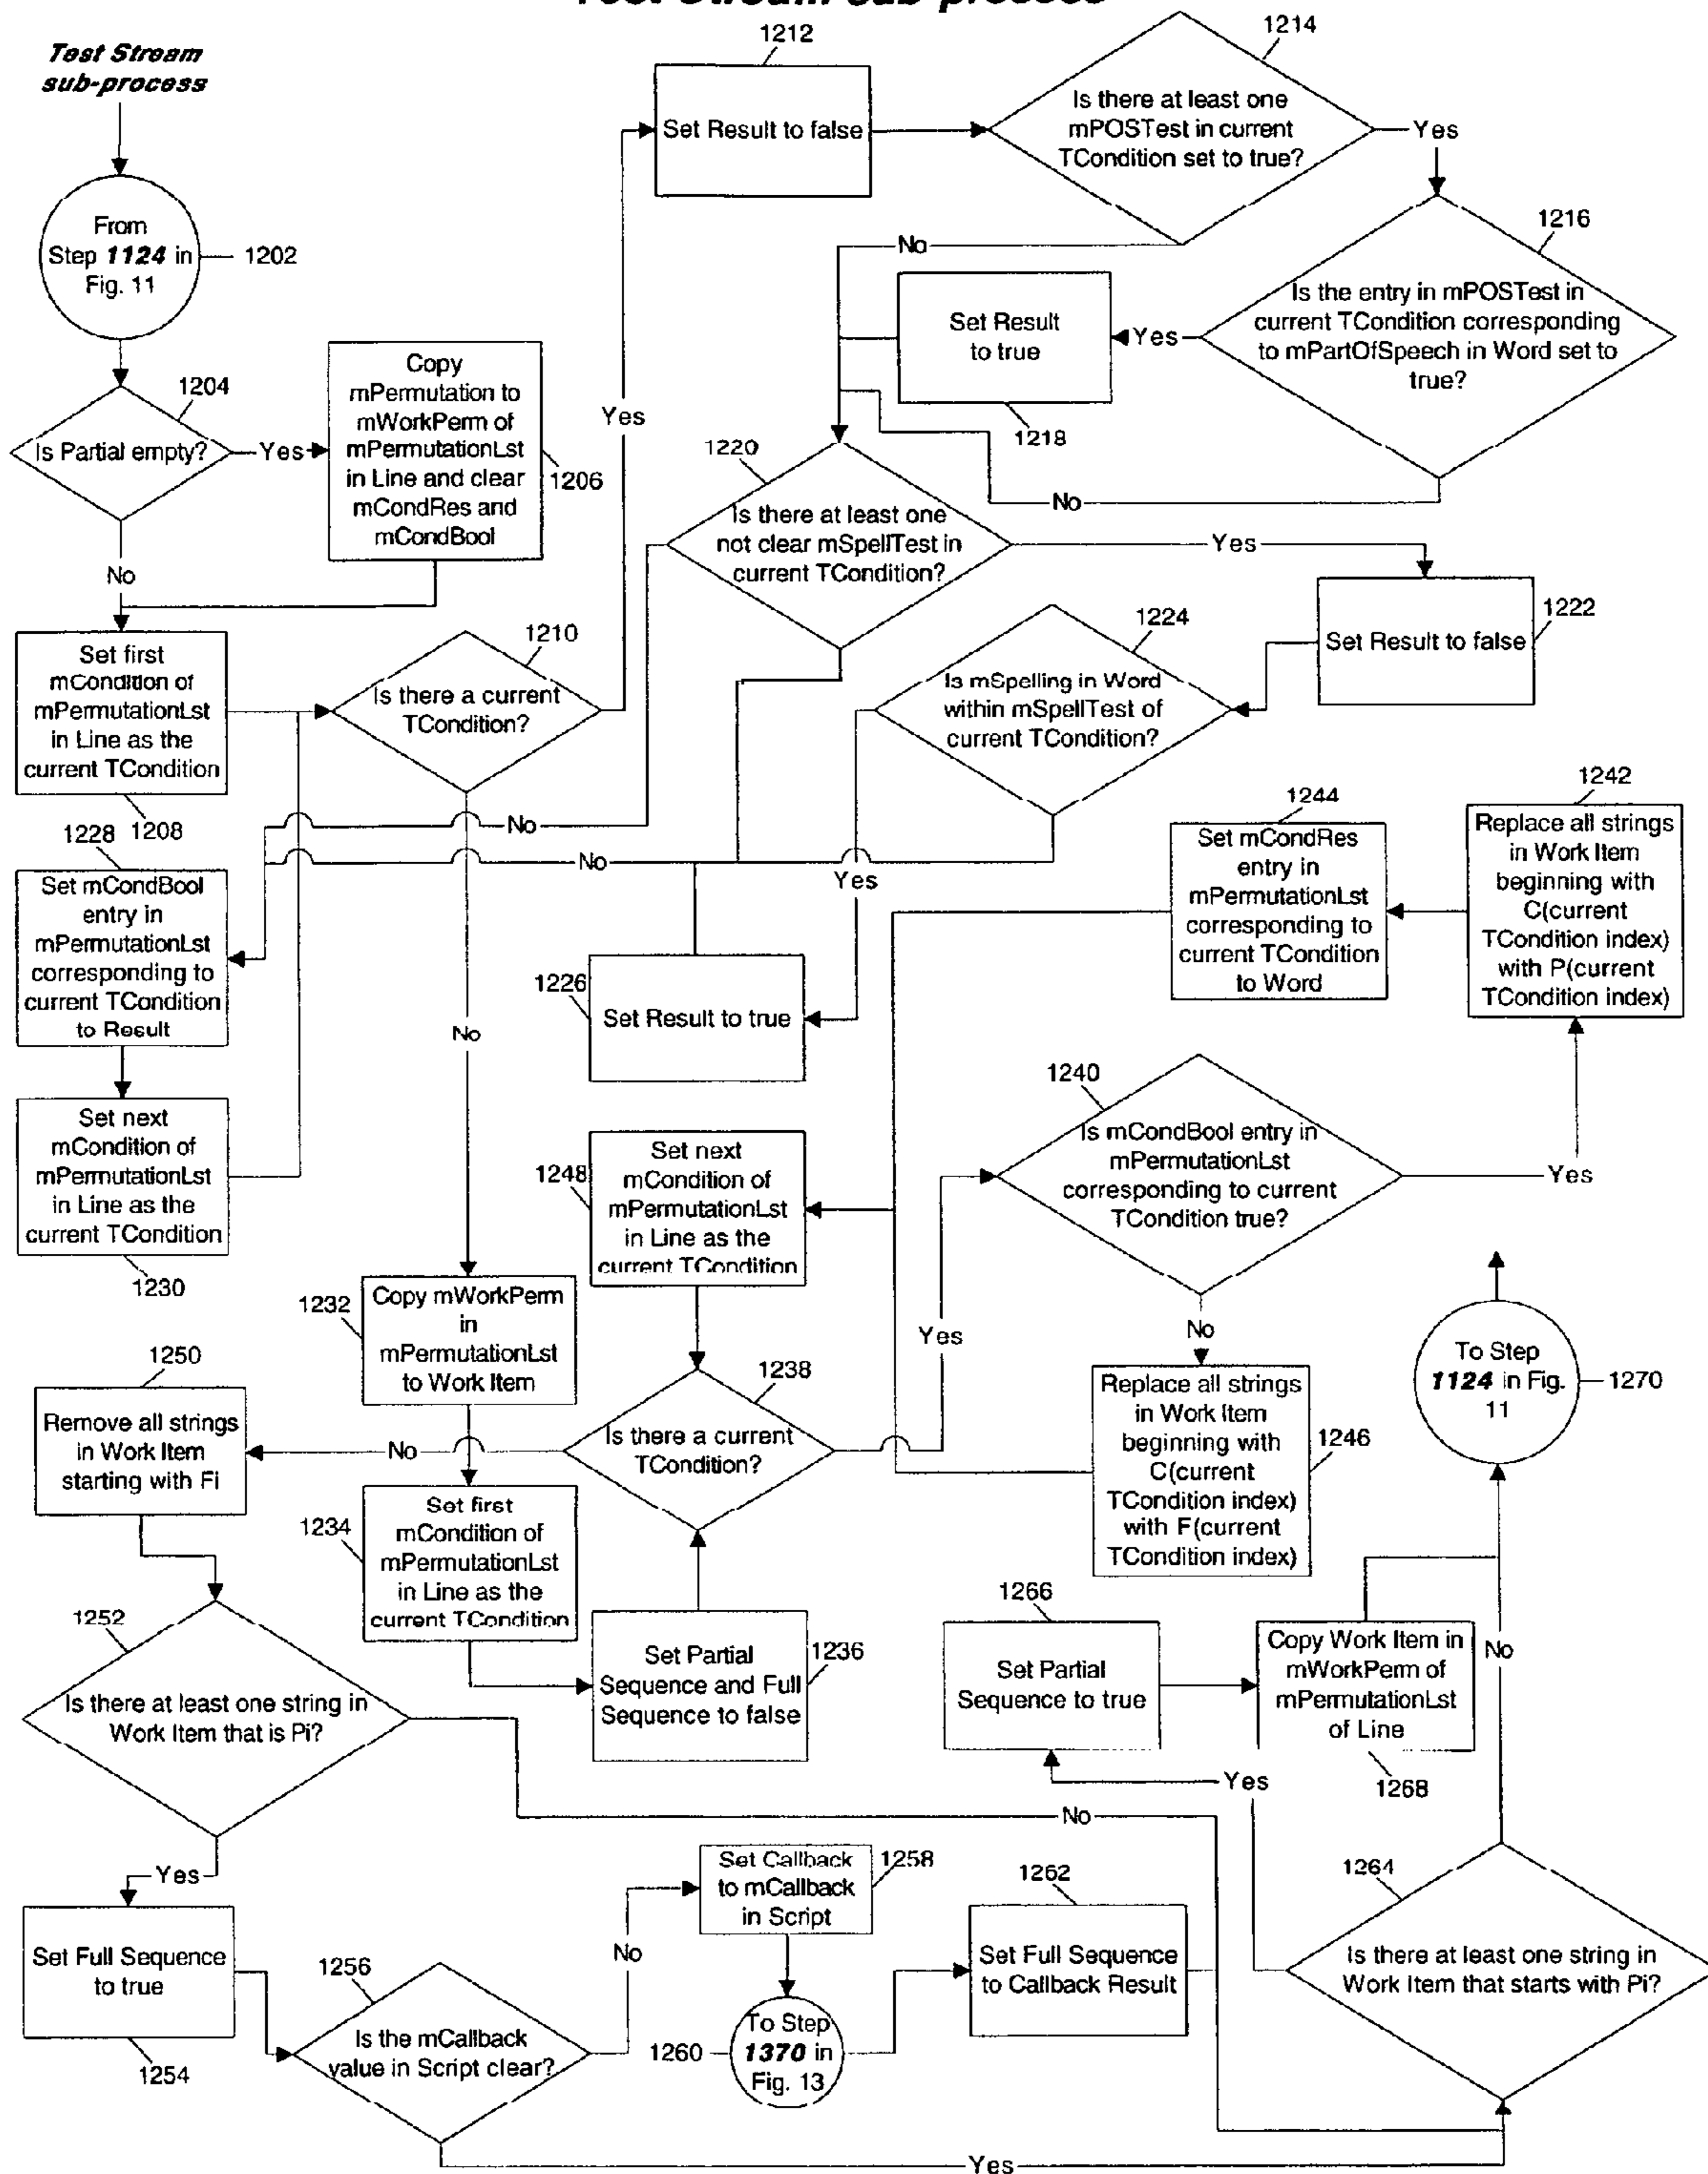 Test Stream sub-process
Test Stream
sub-process
From
Step 1124 in
Fig. 11
1202
1204
Is Partial empty?
Yes
No
Copy
mPermutation to
mWorkPerm of
mPermutationLst
in Line and clear
mCondRes and
mCondBool
1206
Set first
mCondition of
mPermutationLst
in Line as the
current TCondition
1208
1210
Is there a current
TCondition?
Yes
No
1212
Set Result to false
1214
Is there at least one
mPOSTest in current
TCondition set to true?
Yes
No
1216
Is the entry in mPOSTest in
current TCondition corresponding
to mPartOfSpeech in Word set to
true?
Yes
No
Set Result
to true
1218
1220
Is there at least one
not clear mSpellTest in
current TCondition?
Yes
No
1222
Set Result to false
1224
Is mSpelling in Word
within mSpellTest of
current TCondition?
No
Yes
1226
Set Result to true
1228
Set mCondBool
entry in
mPermutationLst
corresponding to
current TCondition
to Result
Set next
mCondition of
mPermutationLst
in Line as the
current TCondition
1230
1232
Copy mWorkPerm
in
mPermutationLst
to Work Item
1234
Set first
mCondition of
mPermutationLst
in Line as the
current TCondition
Set Partial
Sequence and Full
Sequence to false
1236
1238
Is there a current
TCondition?
Yes
No
1240
Is mCondBool entry in
mPermutationLst
corresponding to current
TCondition true?
Yes
No
1242
Replace all strings
in Work Item
beginning with
C(current
TCondition index)
with P(current
TCondition index)
1244
Set mCondRes
entry in
mPermutationLst
corresponding to
current TCondition
to Word
Replace all strings
in Work Item
beginning with
C(current
TCondition index)
with F(current
TCondition index)
1246
1248
Set next
mCondition of
mPermutationLst
in Line as the
current TCondition
1250
Remove all strings
in Work Item
starting with Fi
1252
Is there at least one string in
Work Item that is Pi?
No
Yes
Set Full Sequence
to true
1254
1256
Is the mCallback
value in Script clear?
No
Yes
Set Callback
to mCallback
in Script
1258
1260
To Step
1370 in
Fig. 13
1262
Set Full Sequence
to Callback Result
1264
Is there at least one string in
Work Item that starts with Pi?
Yes
No
1266
Set Partial
Sequence to true
Copy Work Item in
mWorkPerm of
mPermutationLst
of Line
1268
To Step
1124 in Fig.
11
1270